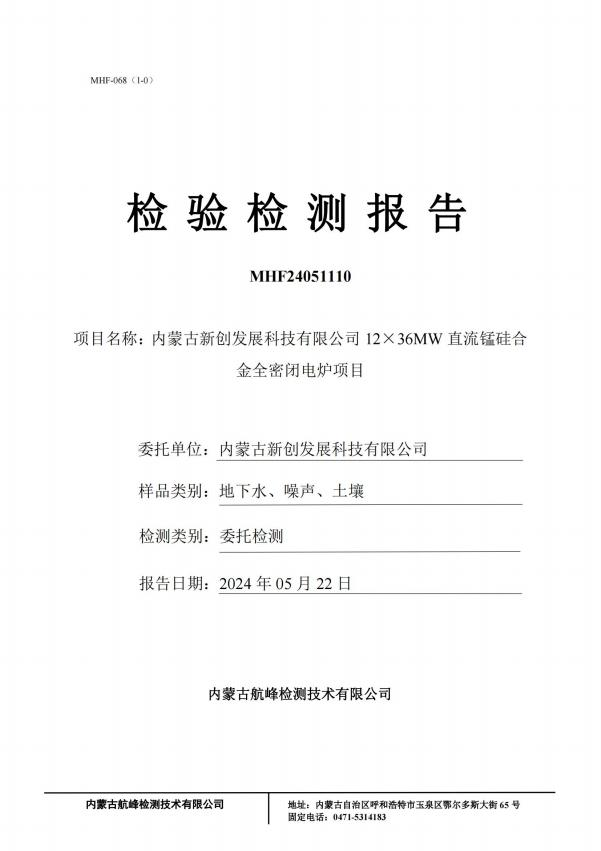 MHF-068（1-0）
检验检测报告
MHF24051110
项目名称：内蒙古新创发展科技有限公司 12×36MW 直流锰硅合
金全密闭电炉项目
委托单位：内蒙古新创发展科技有限公司
样品类别：地下水、噪声、土壤
检测类别：委托检测
报告日期：2024 年 05 月 22 日
内蒙古航峰检测技术有限公司
内蒙古航峰检测技术有限公司
地址：内蒙古自治区呼和浩特市玉泉区鄂尔多斯大街 65 号
固定电话：0471-5314183